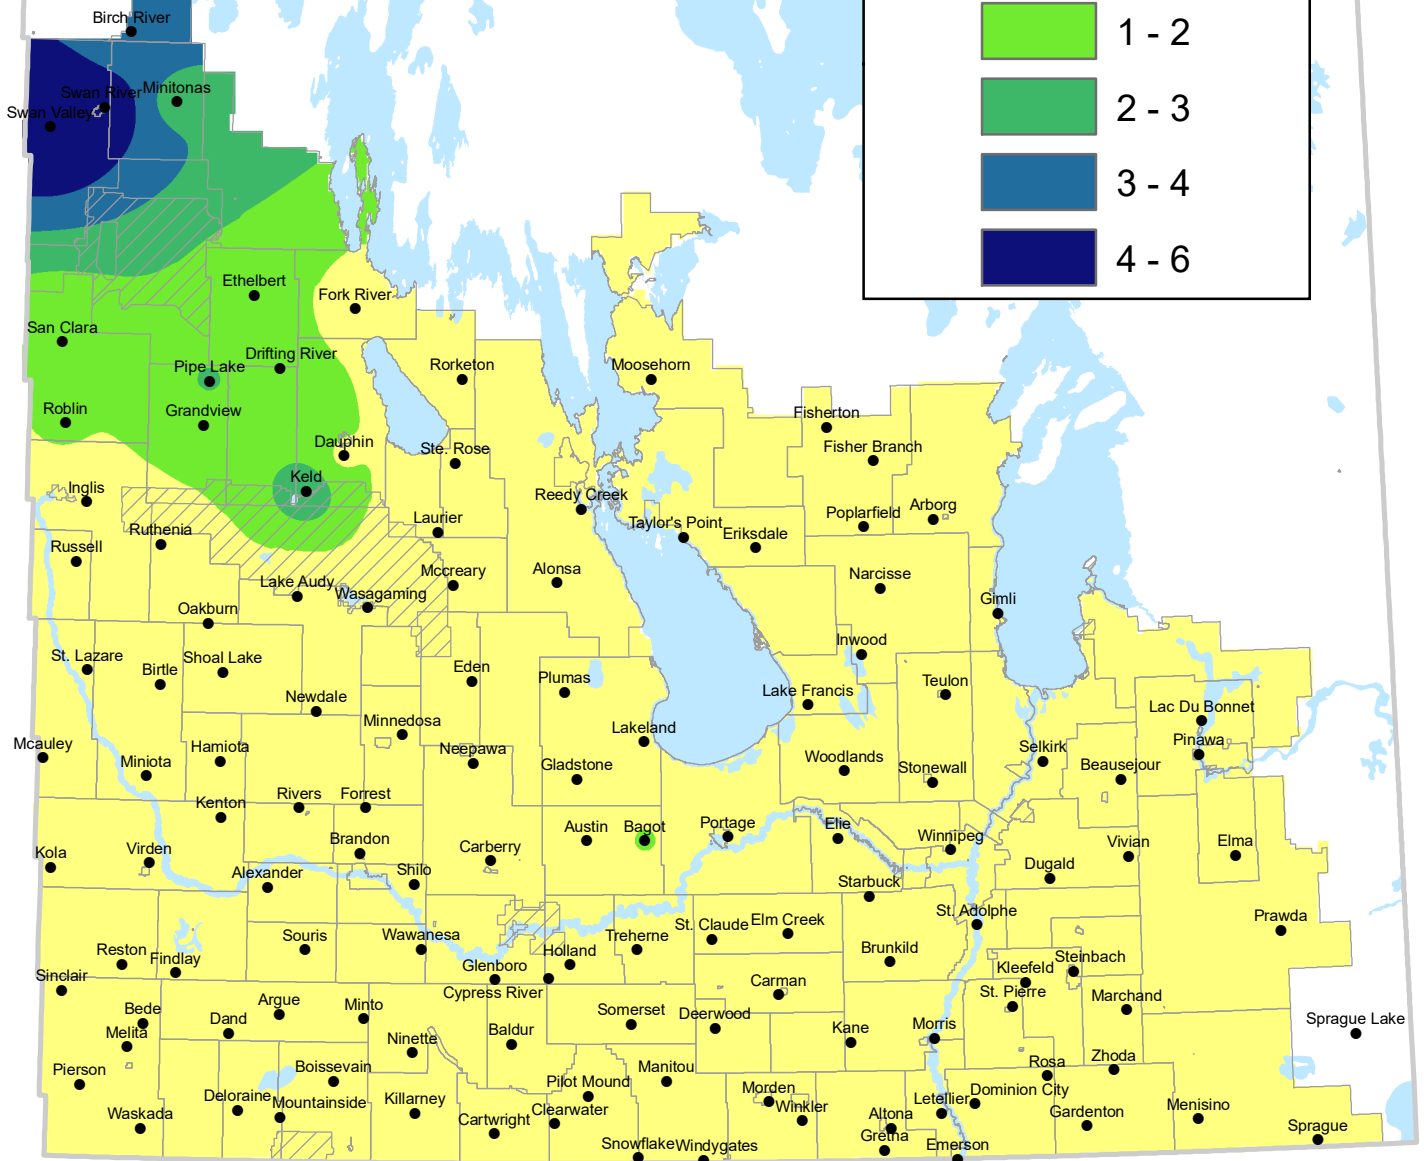 Birch River
1 - 2
Minitonas
Swan River
2 - 3
Swan Valley
3 - 4
4 - 6
Ethelbert
Fork River
San Clara
Drifting River
Pipe Lake
Rorketon
Moosehorn
Roblin
Grandview
Fisherton
Dauphin
Ste. Rose
Fisher Branch
Keld
Inglis
Reedy Creek
Laurier
Taylor's Point
Poplarfield
Arborg
Ruthenia
Eriksdale
Russell
Lake Audy
Mccreary
Alonsa
Narcisse
Wasagaming
Oakburn
Gimli
St. Lazare
Birtle
Shoal Lake
Inwood
Eden
Plumas
Teulon
Newdale
Lake Francis
Lac Du Bonnet
Minnedosa
Lakeland
Pinawa
Mcauley
Hamiota
Miniota
Neepawa
Gladstone
Woodlands
Stonewall
Selkirk
Beausejour
Kenton
Rivers
Forrest
Austin
Bagot
Portage
Elie
Winnipeg
Brandon
Carberry
Kola
Virden
Vivian
Elma
Alexander
Shilo
Dugald
Starbuck
St. Adolphe
Prawda
St. Claude
Elm Creek
Souris
Wawanesa
Treherne
Reston
Findlay
Holland
Brunkild
Steinbach
Glenboro
Kleefeld
Sinclair
Cypress River
Carman
St. Pierre
Marchand
Bede
Argue
Minto
Somerset
Deerwood
Sprague Lake
Dand
Melita
Ninette
Baldur
Kane
Morris
Pierson
Boissevain
Manitou
Rosa
Zhoda
Pilot Mound
Morden
Dominion City
Deloraine
Mountainside
Killarney
Clearwater
Winkler
Letellier
Waskada
Cartwright
Altona
Gardenton
Menisino
Gretna
Snowflake
Windygates
Emerson
Sprague